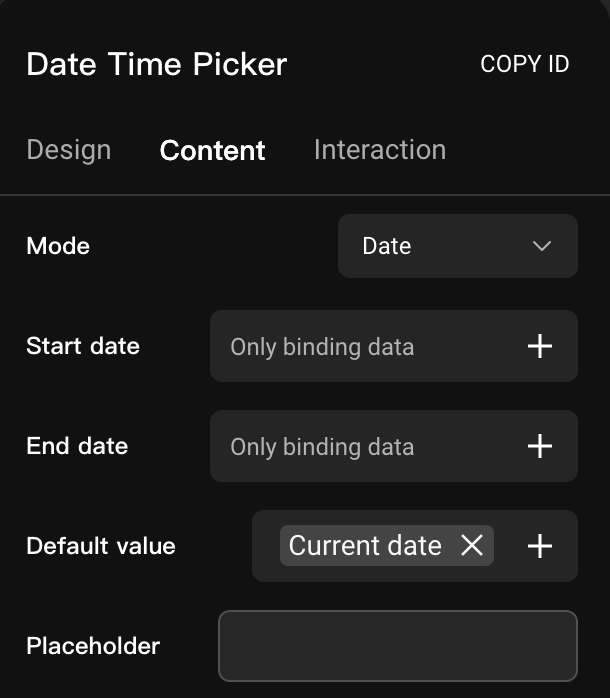 Date Time Picker COPY ID
Design Content Interaction
Mode Date
Start date Only binding data
End date Only binding data
Default value Current date
Placeholder